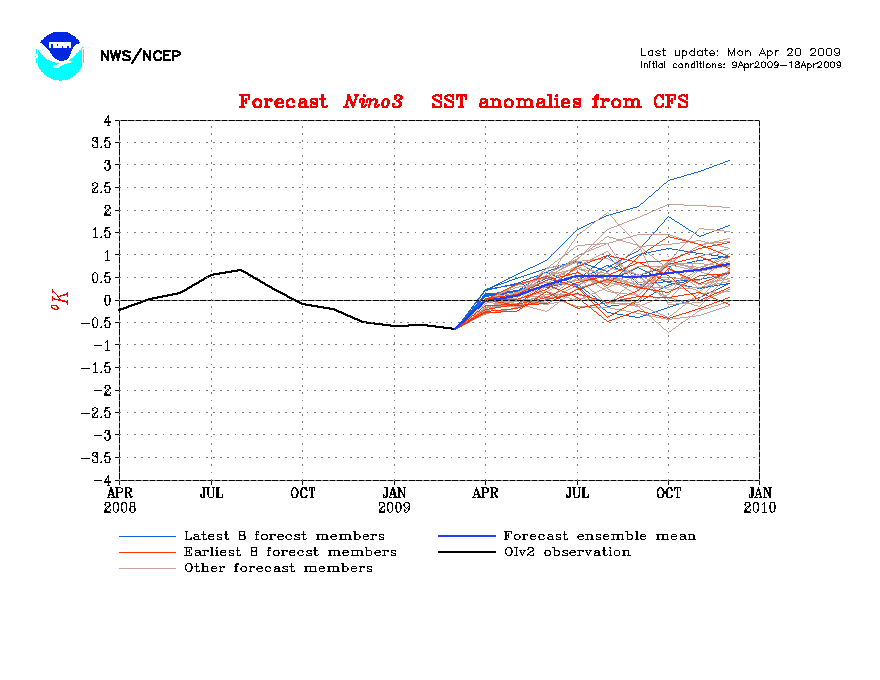 NOAA
NWS/NCEP
Last update: Mon Apr 20 2009
Initial conditions: 9Apr2009–18Apr2009
Forecast Nino3 SST anomalies from CFS
4
3.5
3
2.5
2
1.5
1
0.5
0
−0.5
−1
−1.5
−2
−2.5
−3
−3.5
−4
°K
APR JUL OCT JAN APR JUL OCT JAN
2008 2009 2010
Latest 8 forecst members
Forecast ensemble mean
Earliest 8 forecst members
OIv2 observation
Other forecast members